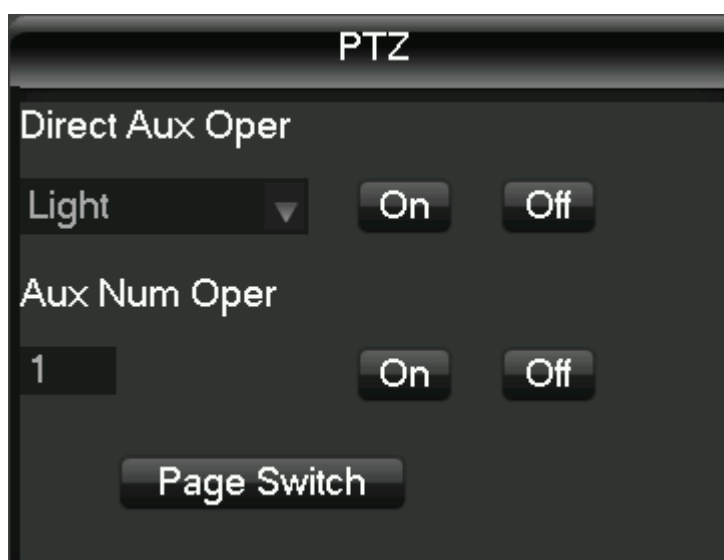 PTZ
Direct Aux Oper
Light On Off
Aux Num Oper
1 On Off
Page Switch